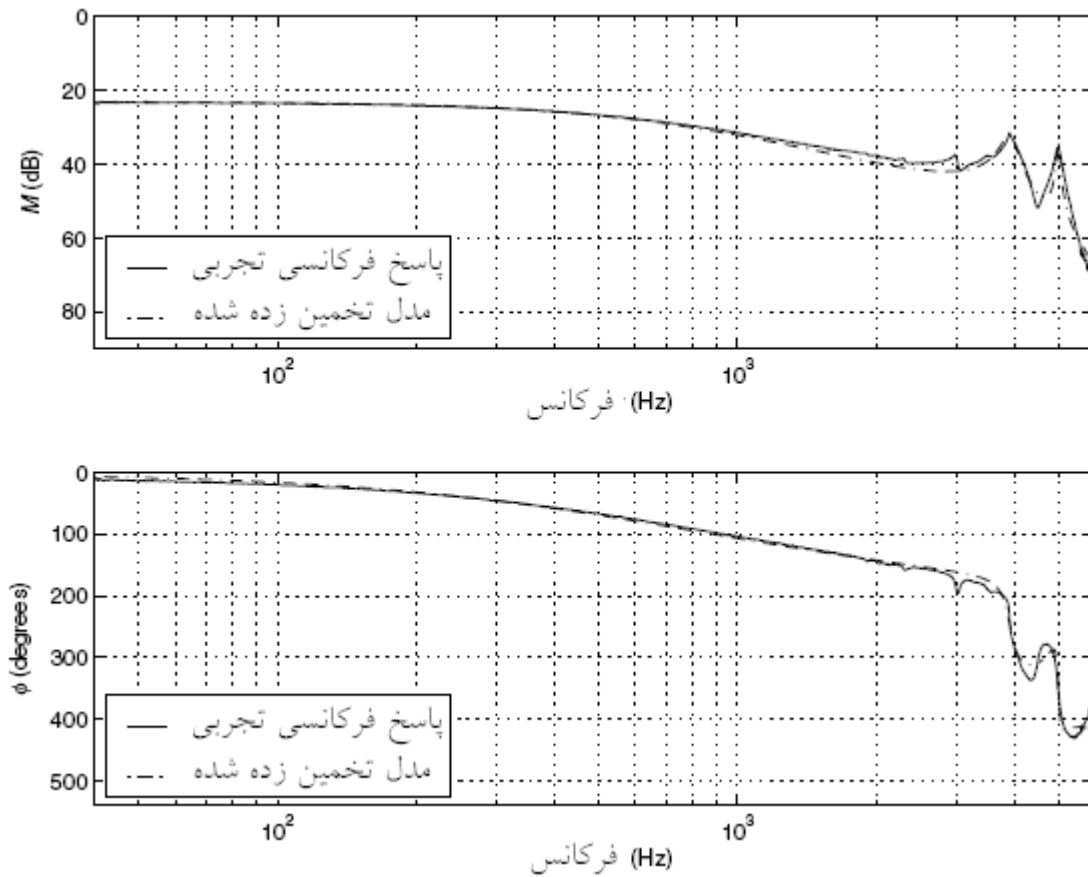 0
20
40
60
80
M (dB)
پاسخ فرکانسی تجربی
مدل تخمین زده شده
10²
10³
فرکانس (Hz)
0
100
200
300
400
500
φ (degrees)
پاسخ فرکانسی تجربی
مدل تخمین زده شده
10²
10³
فرکانس (Hz)